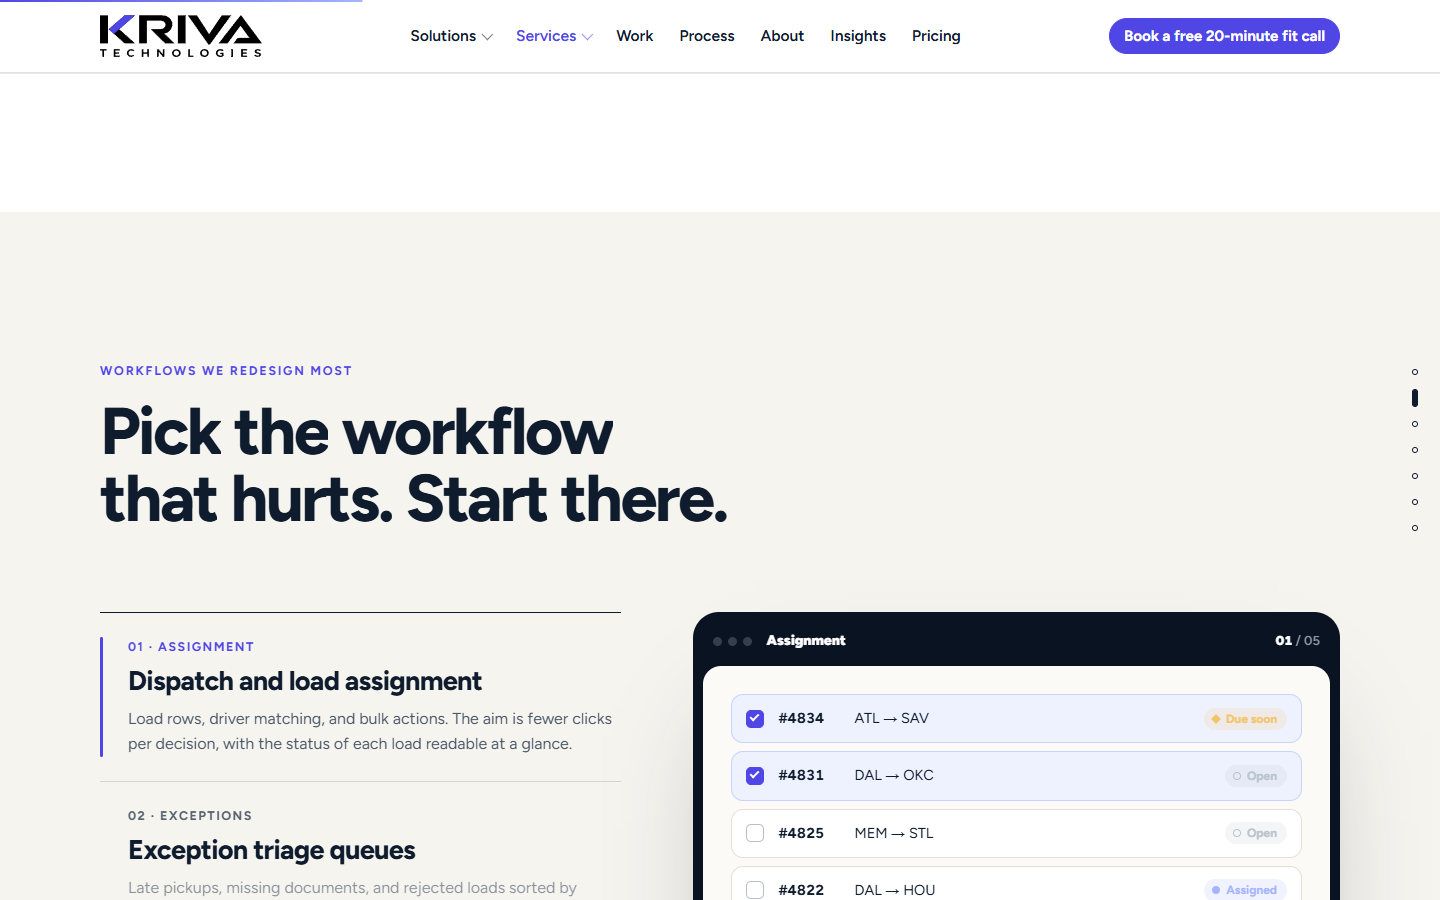 KRIVA
TECHNOLOGIES
Solutions
Services
Work
Process
About
Insights
Pricing
Book a free 20-minute fit call
WORKFLOWS WE REDESIGN MOST
Pick the workflow
that hurts. Start there.
01 · ASSIGNMENT
Dispatch and load assignment
Load rows, driver matching, and bulk actions. The aim is fewer clicks
per decision, with the status of each load readable at a glance.
02 · EXCEPTIONS
Exception triage queues
Late pickups, missing documents, and rejected loads sorted by
Assignment
01 / 05
#4834 ATL → SAV Due soon
#4831 DAL → OKC Open
#4825 MEM → STL Open
#4822 DAL → HOU Assigned